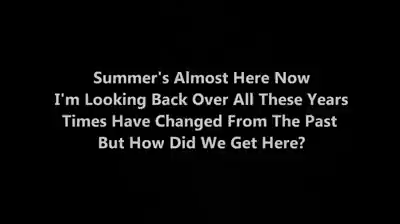 Summer's Almost Here Now
I'm Looking Back Over All These Years
Times Have Changed From The Past
But How Did We Get Here?